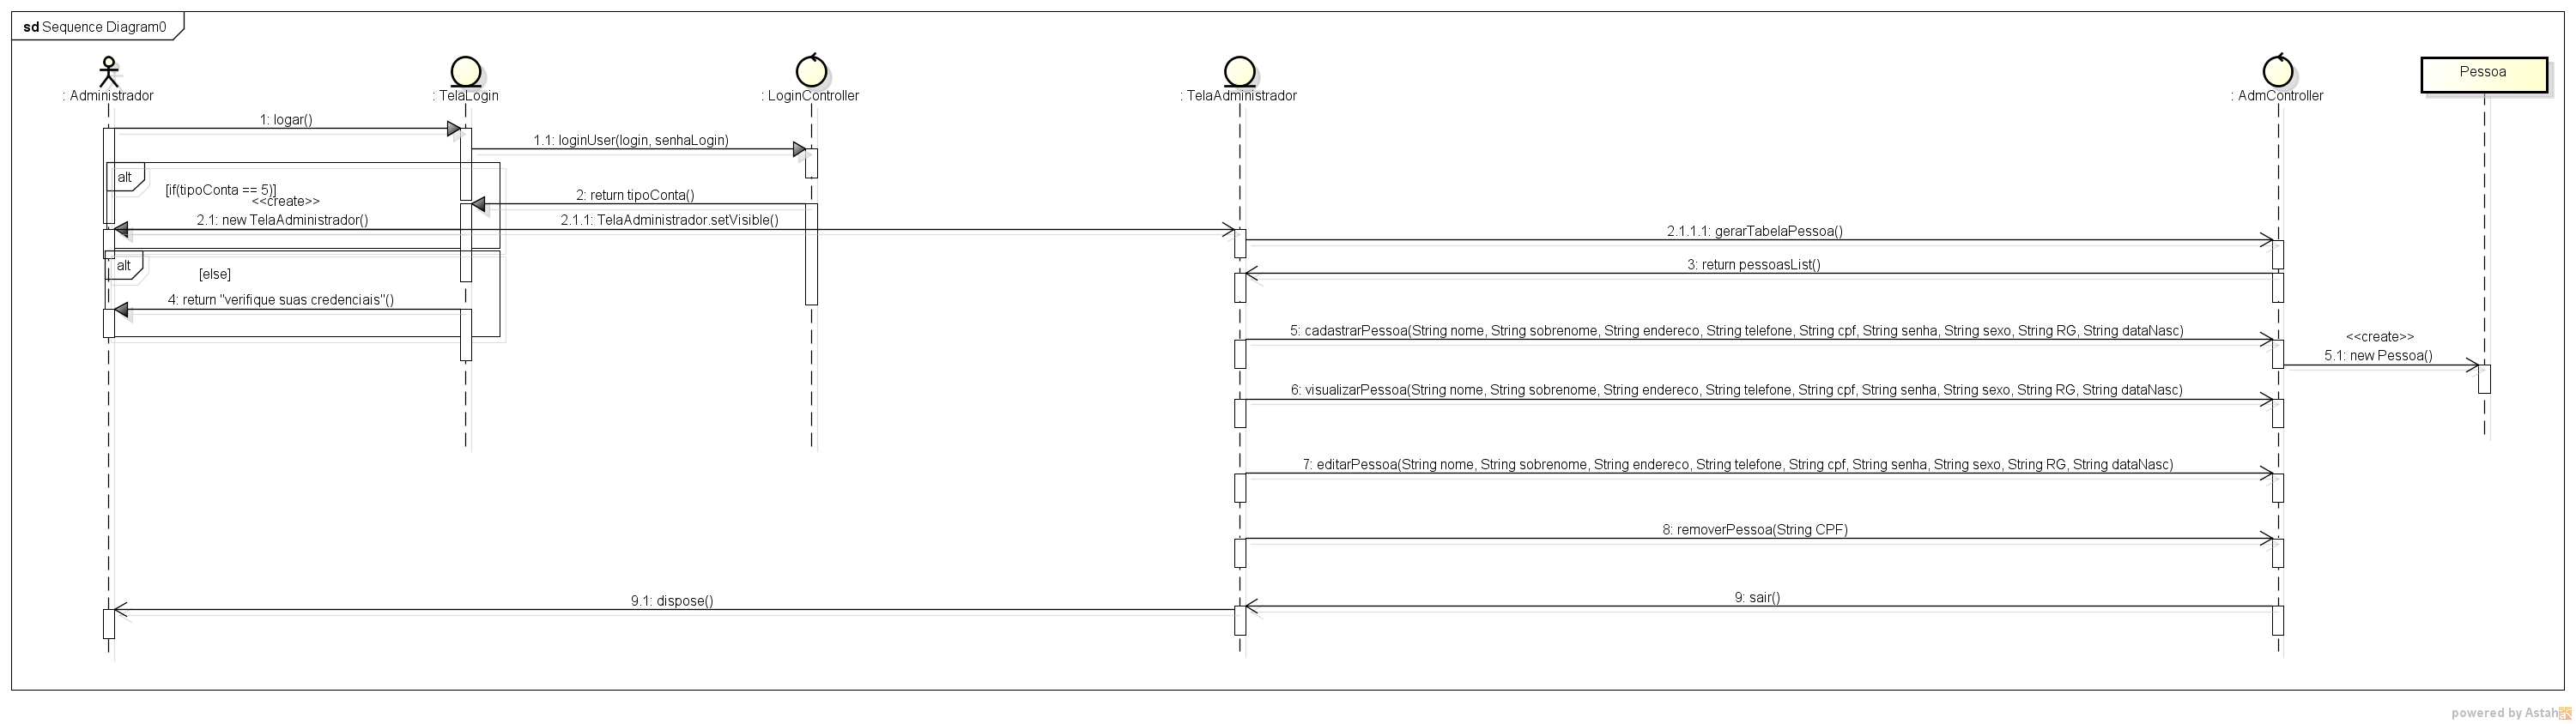 sd Sequence Diagram0
Pessoa
: Administrador
: TelaLogin
: LoginController
: TelaAdministrador
: AdmController
1: logar()
1.1: loginUser(login, senhaLogin)
alt
[if(tipoConta == 5)]
2: return tipoConta()
<<create>>
2.1: new TelaAdministrador()
2.1.1: TelaAdministrador.setVisible()
2.1.1.1: gerarTabelaPessoa()
alt
[else]
3: return pessoasList()
4: return "verifique suas credenciais"()
5: cadastrarPessoa(String nome, String sobrenome, String endereco, String telefone, String cpf, String senha, String sexo, String RG, String dataNasc)
<<create>>
5.1: new Pessoa()
6: visualizarPessoa(String nome, String sobrenome, String endereco, String telefone, String cpf, String senha, String sexo, String RG, String dataNasc)
7: editarPessoa(String nome, String sobrenome, String endereco, String telefone, String cpf, String senha, String sexo, String RG, String dataNasc)
8: removerPessoa(String CPF)
9: sair()
9.1: dispose()
powered by Astah